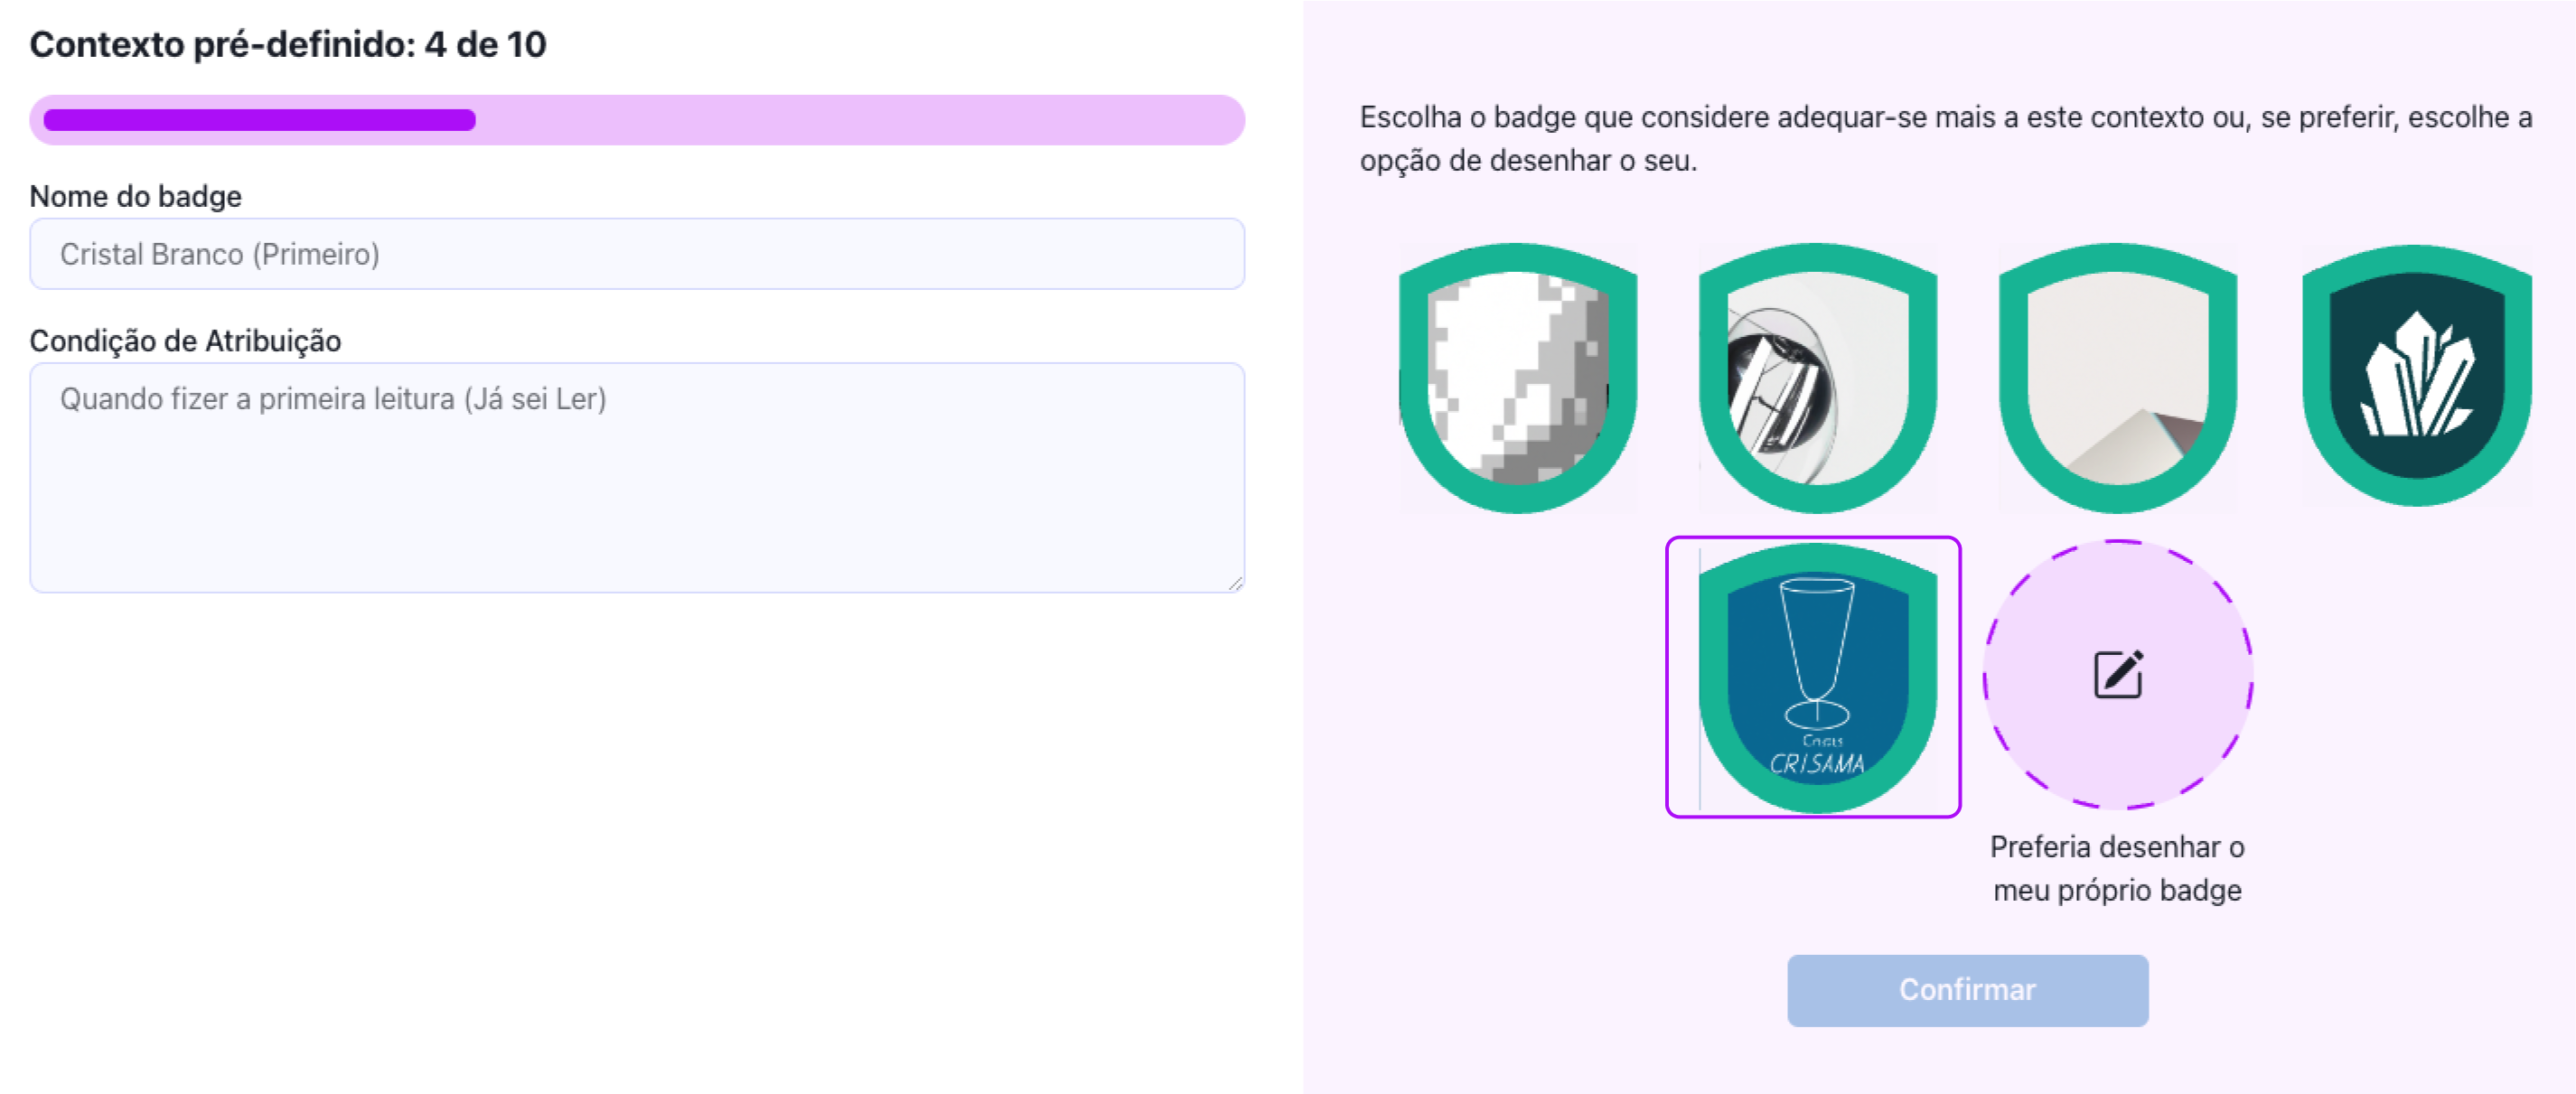 Contexto pré-definido: 4 de 10
Nome do badge
Cristal Branco (Primeiro)
Condição de Atribuição
Quando fizer a primeira leitura (Já sei Ler)
Escolha o badge que considere adequar-se mais a este contexto ou, se preferir, escolhe a
opção de desenhar o seu.
CRISAMA
Preferia desenhar o
meu próprio badge
Confirmar